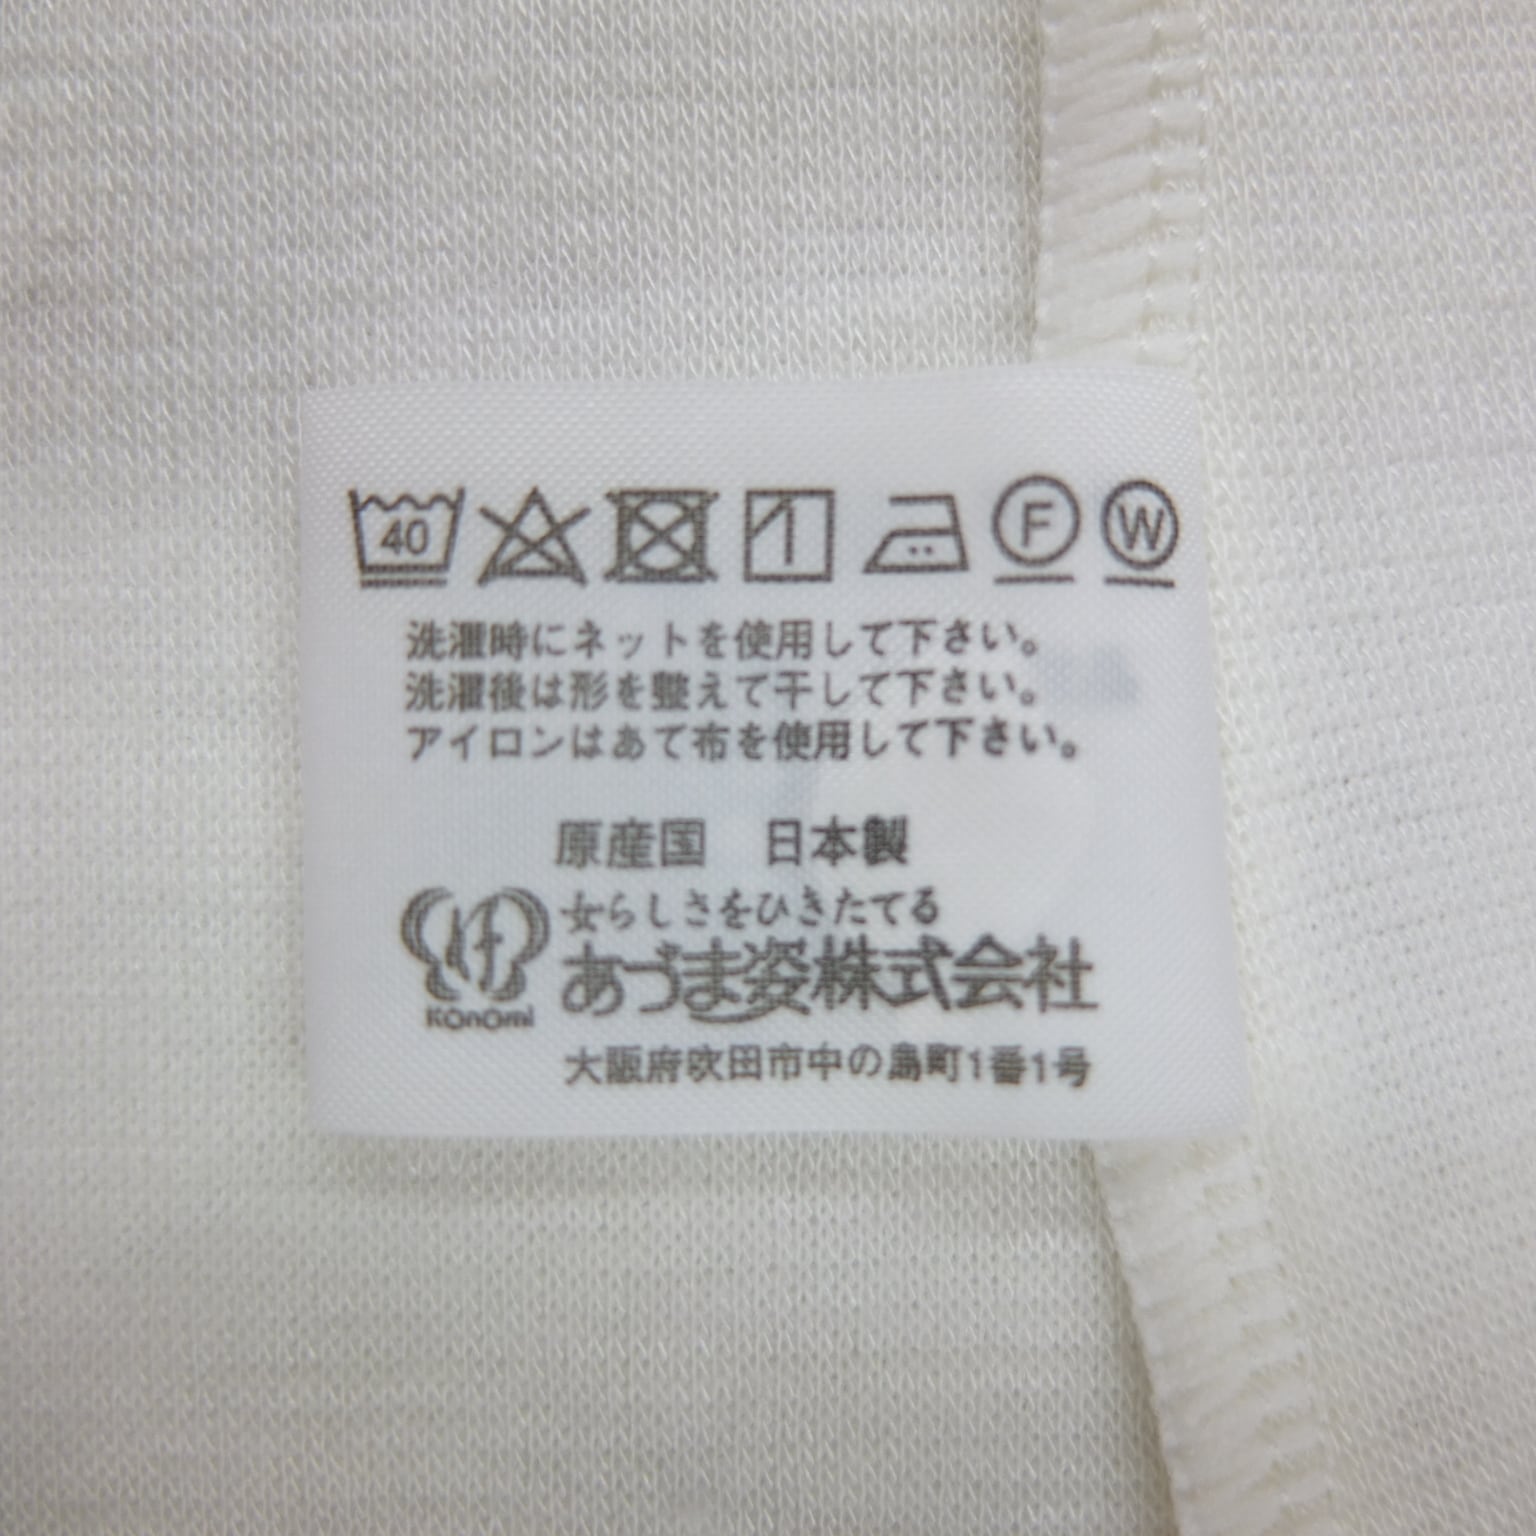 40 F W
洗濯時にネットを使用して下さい。
洗濯後は形を整えて干して下さい。
アイロンはあて布を使用して下さい。
原産国 日本製
女らしさをひきたてる
あづま姿株式会社
KOnOmi
大阪府吹田市中の島町1番1号